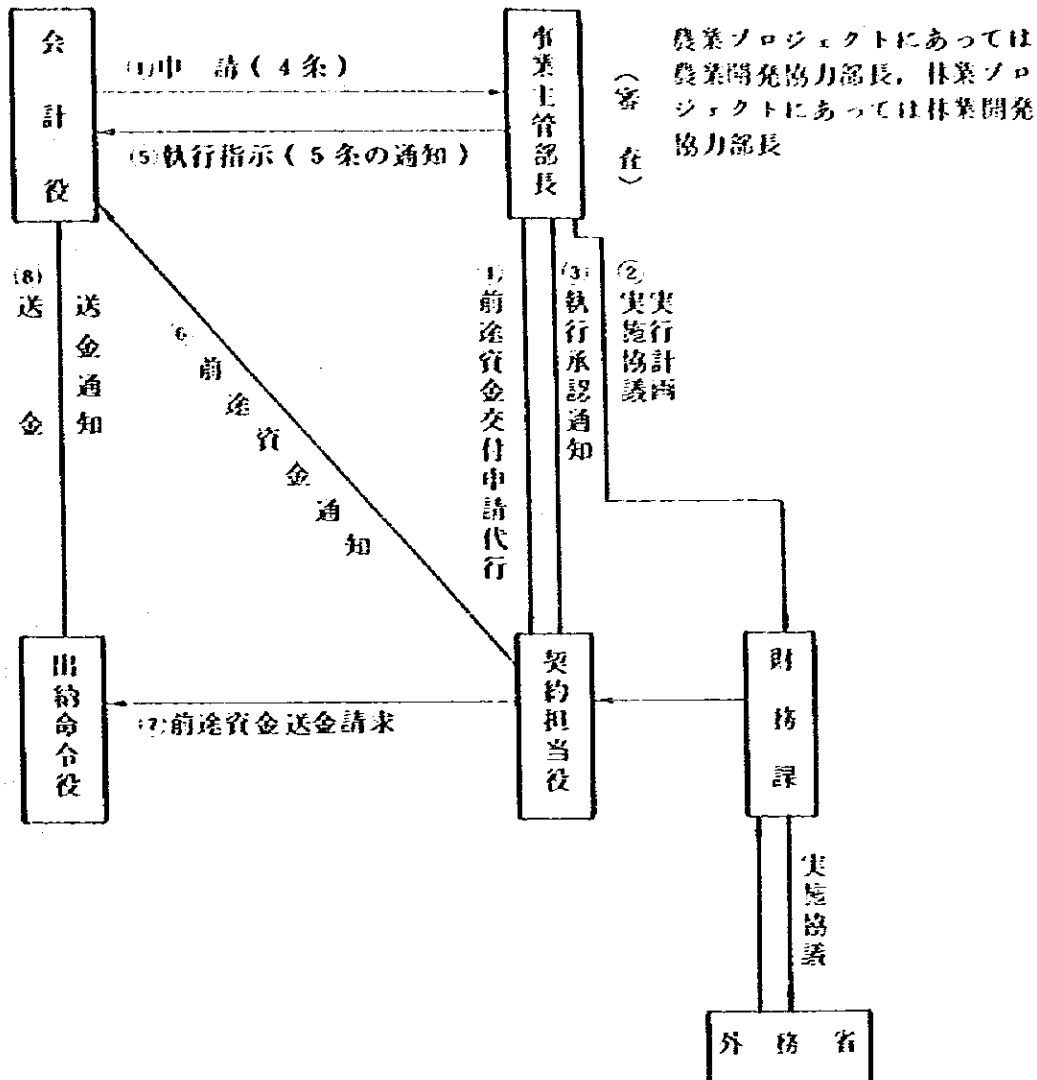 会計役
(1)申 請(4条)
(5)執行指示(5条の通知)
事業主管部長
(審査)
農業プロジェクトにあっては
農業開発協力部長,林業プロ
ジェクトにあっては林業開発
協力部長
(8)
送金
送金通知
(6)前途資金通知
前途資金交付申請代行
(3)執行承認通知
②実施協議
実行計画
出納命令役
(7)前途資金送金請求
契約担当役
財務課
実施協議
外務省